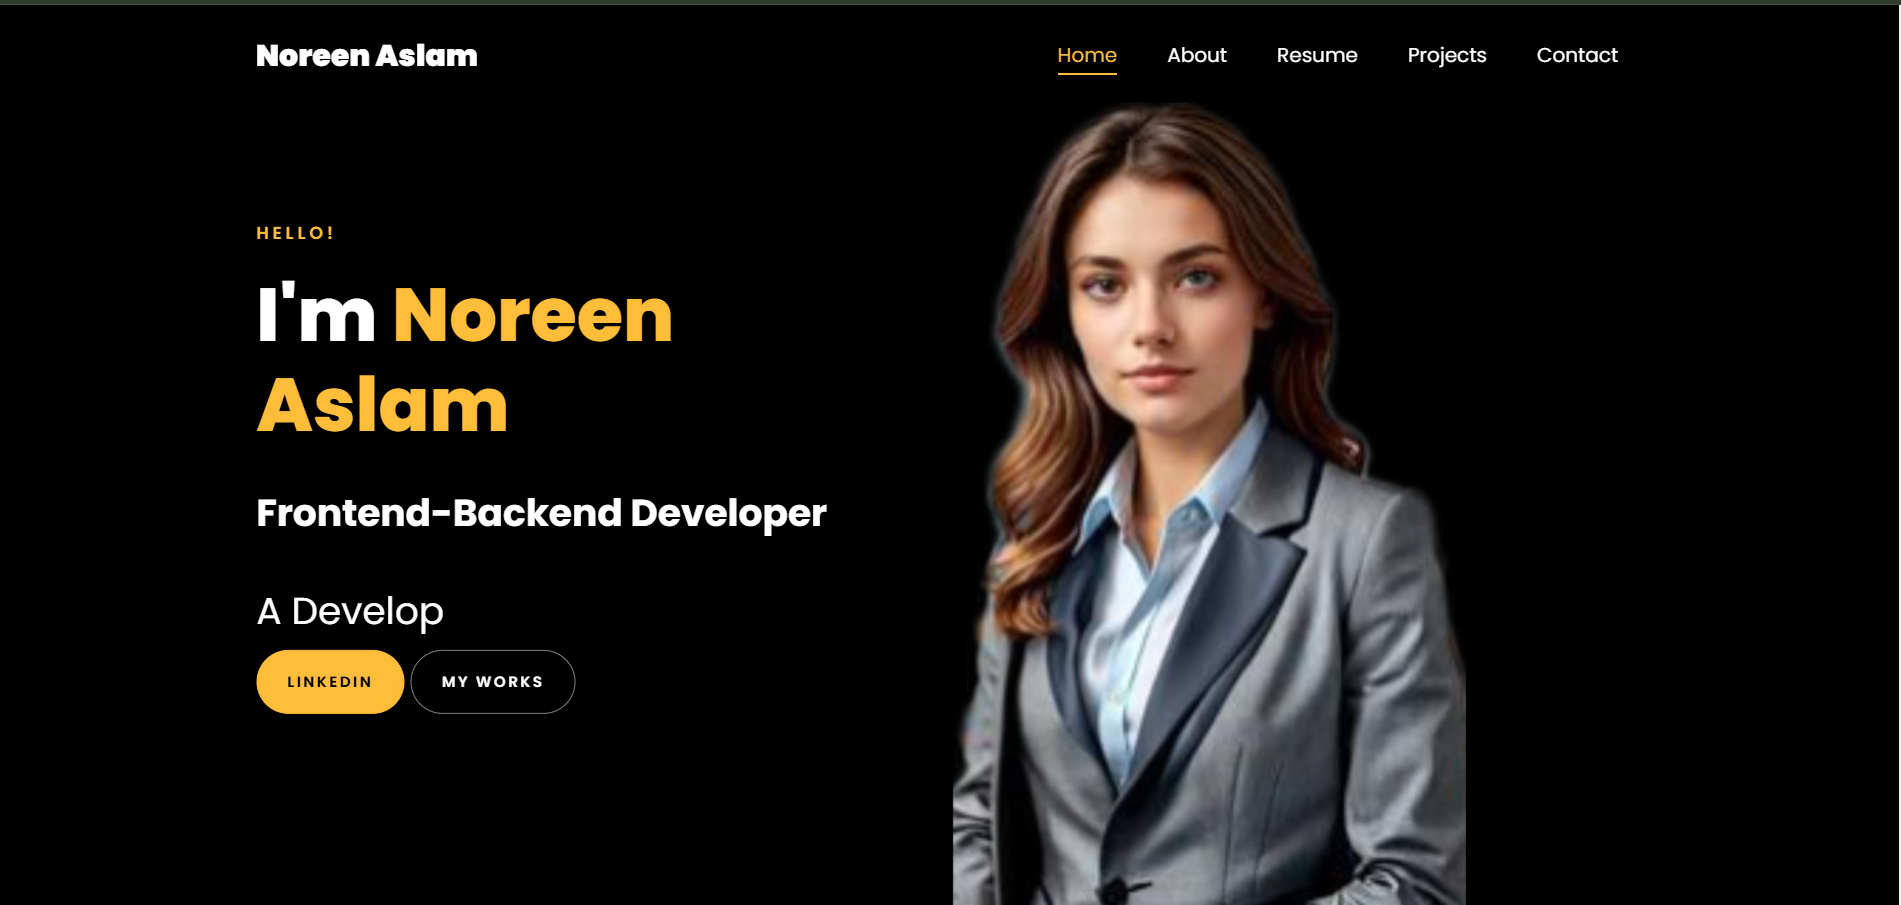 Noreen Aslam
Home About Resume Projects Contact
HELLO!
I'm Noreen
Aslam
Frontend-Backend Developer
A Develop
LINKEDIN MY WORKS